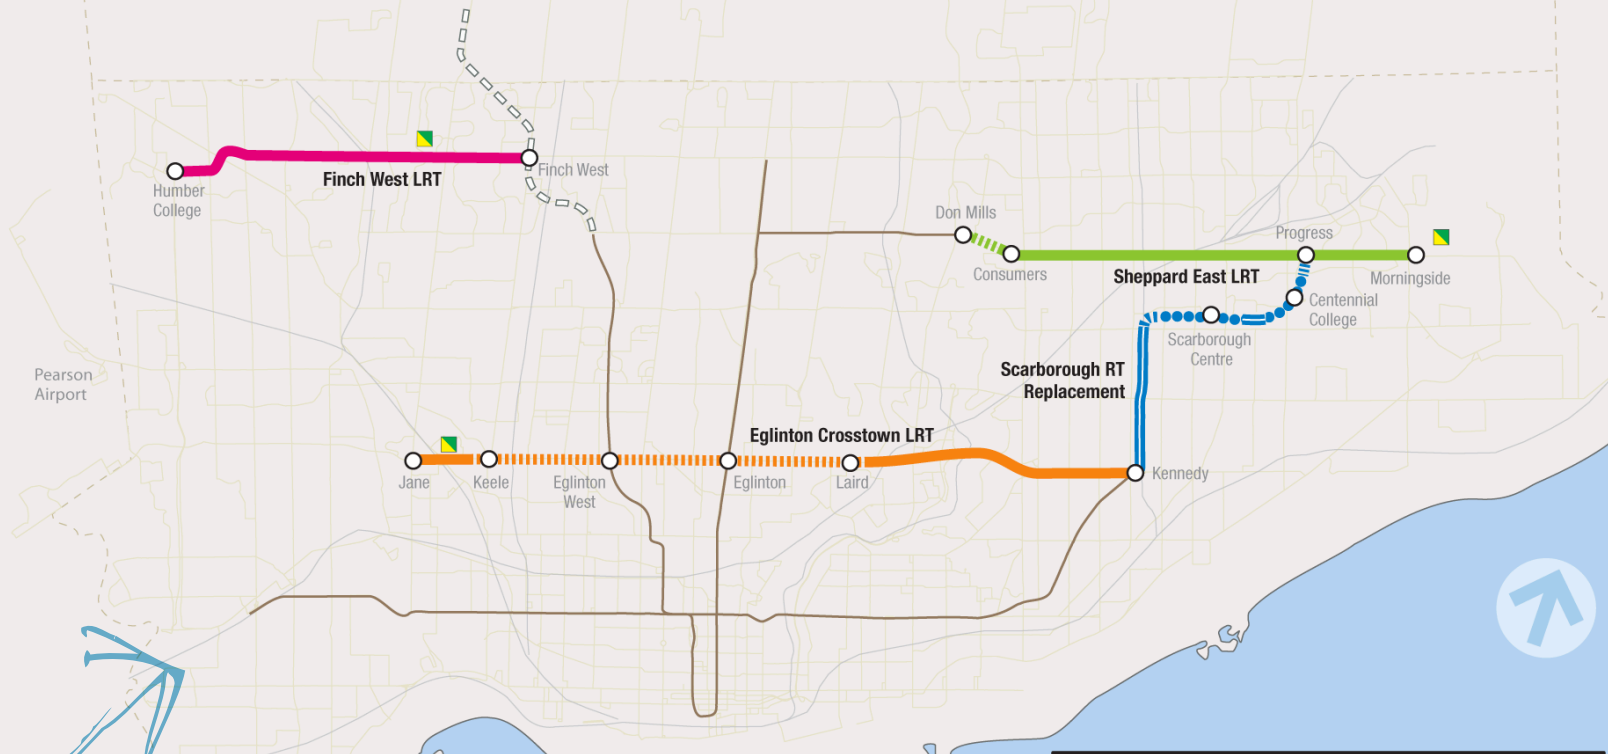 Finch West
Finch West LRT
Humber
College
Don Mills
Progress
Consumers
Sheppard East LRT
Morningside
Centennial
College
Scarborough
Centre
Scarborough RT
Replacement
Pearson
Airport
Eglinton Crosstown LRT
Jane
Keele
Eglinton
West
Eglinton
Laird
Kennedy